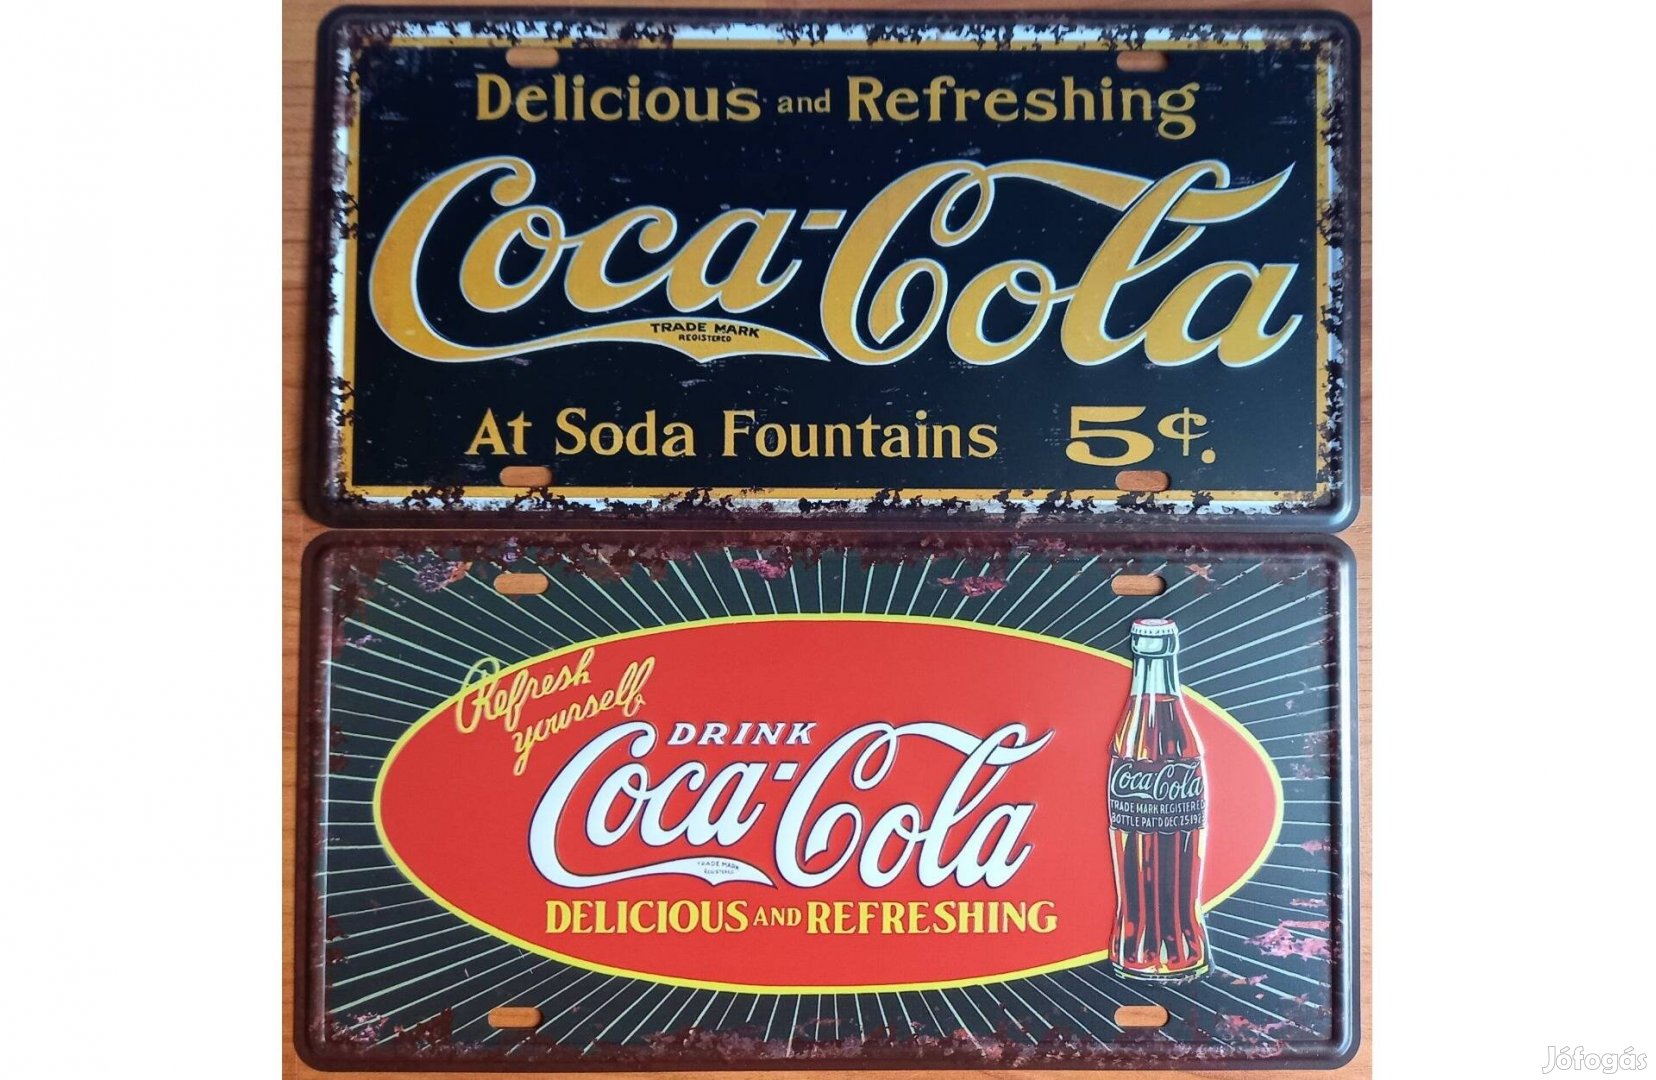 Delicious and Refreshing
Coca-Cola
TRADE MARK
REGISTERED
At Soda Fountains 5¢.
Refresh
yourself
DRINK
Coca-Cola
TRADE MARK
REGISTERED
DELICIOUS AND REFRESHING
Coca-Cola
TRADE MARK REGISTERED
BOTTLE PAT'D DEC. 25 192
Jófogás